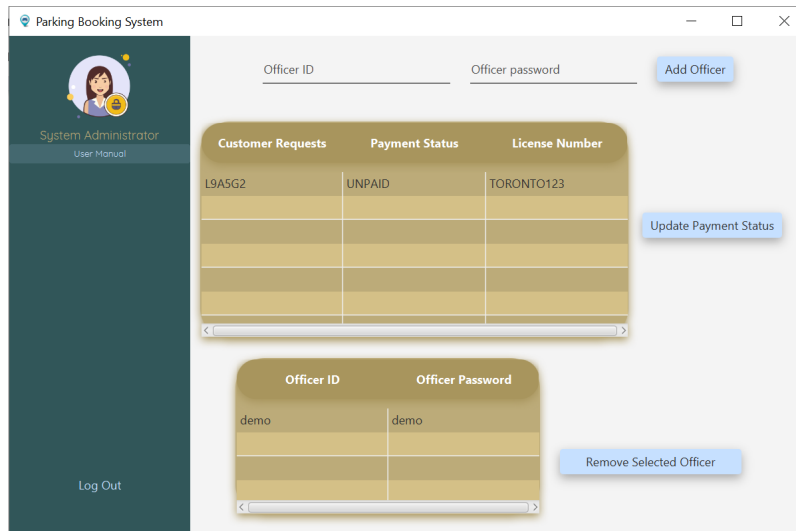 Parking Booking System
System Administrator
User Manual
Log Out
Officer ID Officer password Add Officer
Customer Requests Payment Status License Number
L9A5G2 UNPAID TORONTO123
Update Payment Status
Officer ID Officer Password
demo demo
Remove Selected Officer